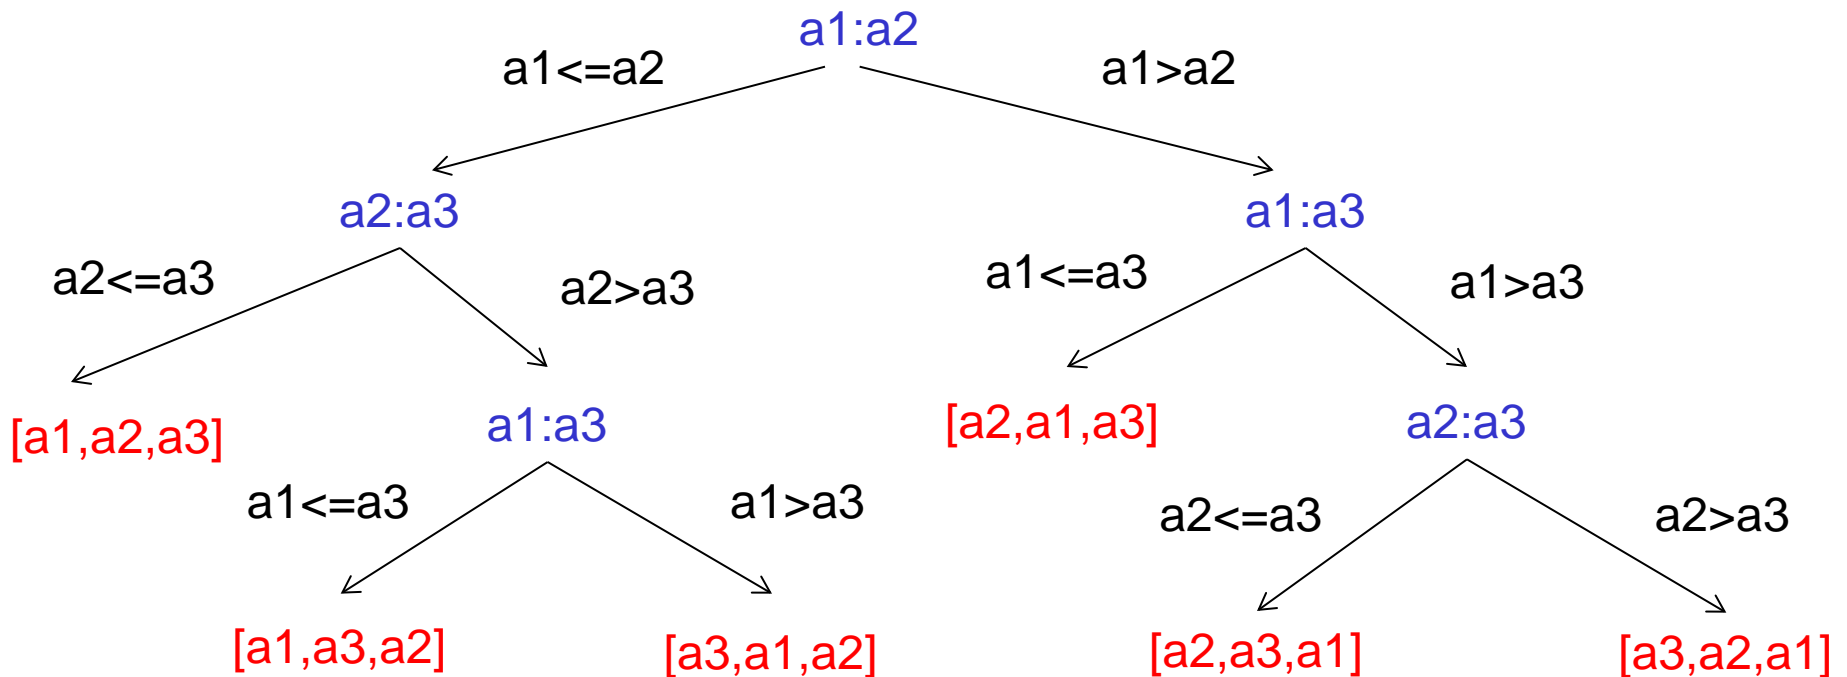 a1:a2
a1<=a2
a1>a2
a2:a3
a1:a3
a2<=a3
a2>a3
a1<=a3
a1>a3
[a1,a2,a3]
a1:a3
[a2,a1,a3]
a2:a3
a1<=a3
a1>a3
a2<=a3
a2>a3
[a1,a3,a2]
[a3,a1,a2]
[a2,a3,a1]
[a3,a2,a1]